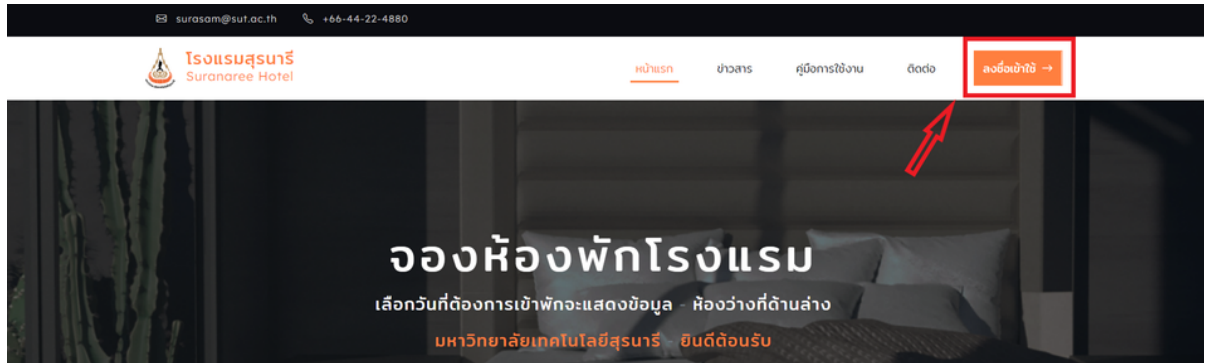 surasam@sut.ac.th +66-44-22-4880
โรงแรมสุรนารี
Suranaree Hotel
หน้าแรก ข่าวสาร คู่มือการใช้งาน ติดต่อ ลงชื่อเข้าใช้ →
จองห้องพักโรงแรม
เลือกวันที่ต้องการเข้าพักจะแสดงข้อมูล - ห้องว่างที่ด้านล่าง
มหาวิทยาลัยเทคโนโลยีสุรนารี - ยินดีต้อนรับ